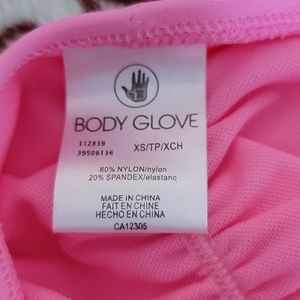 BODY GLOVE
112839
39506136
XS/TP/XCH
80% NYLON/nylon
20% SPANDEX/elastano
MADE IN CHINA
FAIT EN CHINE
HECHO EN CHINA
CA12305